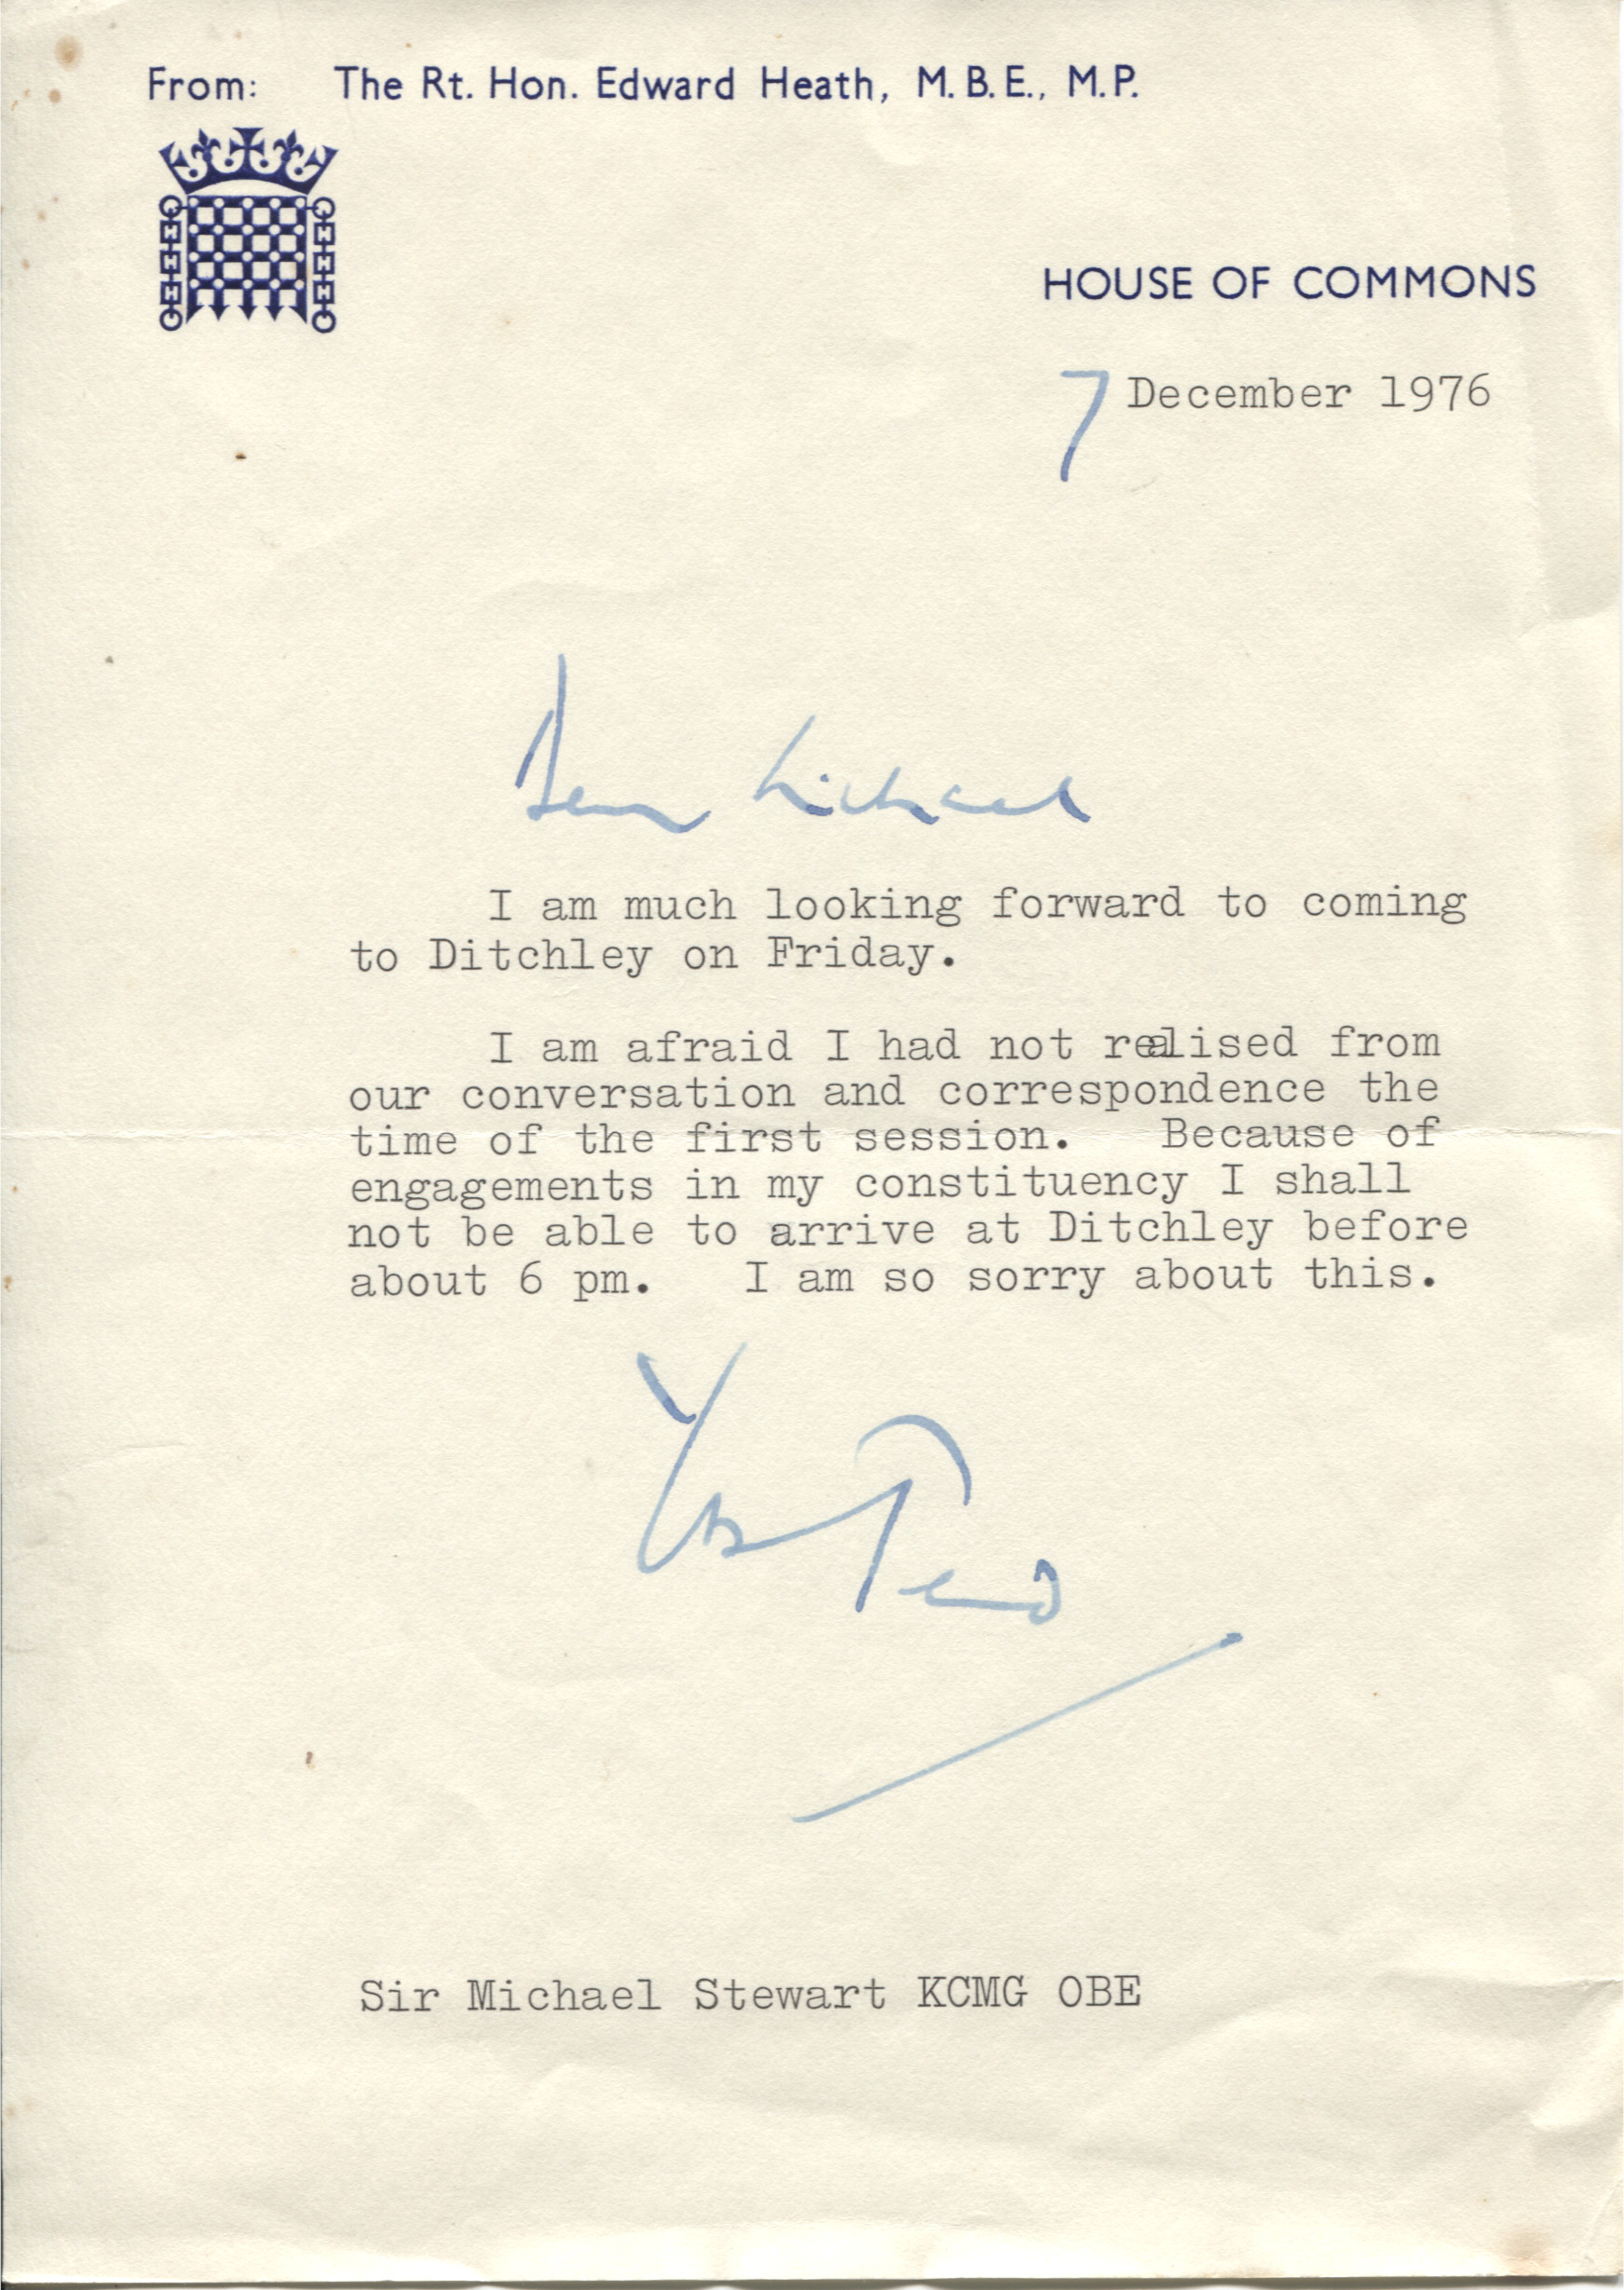 From: The Rt. Hon. Edward Heath, M.B.E., M.P.
HOUSE OF COMMONS
7 December 1976
Dear Michael
I am much looking forward to coming
to Ditchley on Friday.
I am afraid I had not realised from
our conversation and correspondence the
time of the first session. Because of
engagements in my constituency I shall
not be able to arrive at Ditchley before
about 6 pm. I am so sorry about this.
Yrs Ted
Sir Michael Stewart KCMG OBE